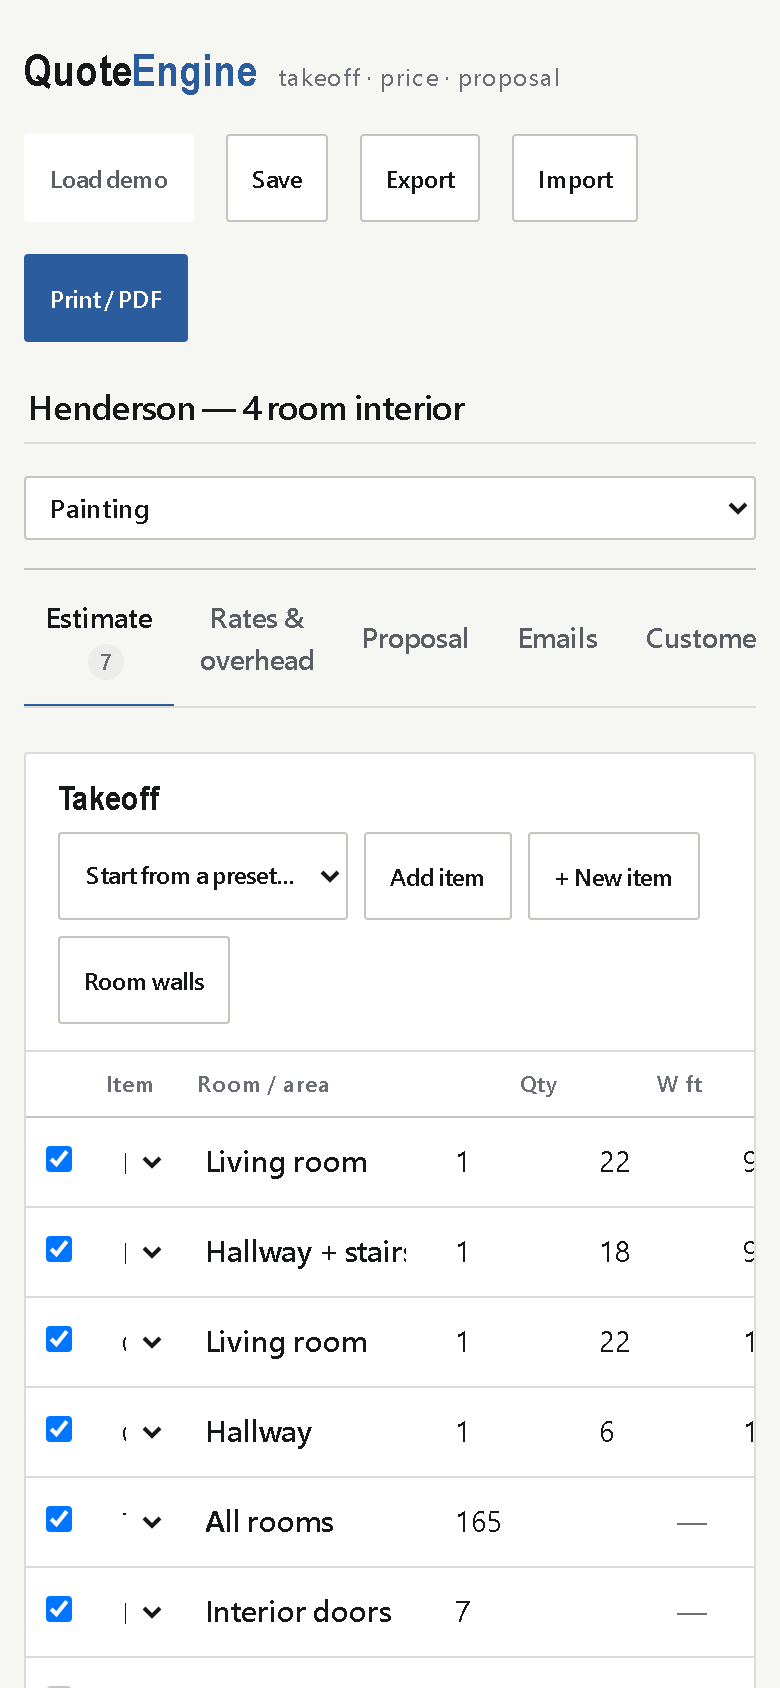 QuoteEngine takeoff · price · proposal
Load demo Save Export Import
Print / PDF
Henderson — 4 room interior
Painting
Estimate 7 Rates & overhead Proposal Emails
Takeoff
Start from a preset... Add item + New item
Room walls
Item Room / area Qty W ft
Living room 1 22
Hallway + stairs 1 18
Living room 1 22
Hallway 1 6
All rooms 165 —
Interior doors 7 —